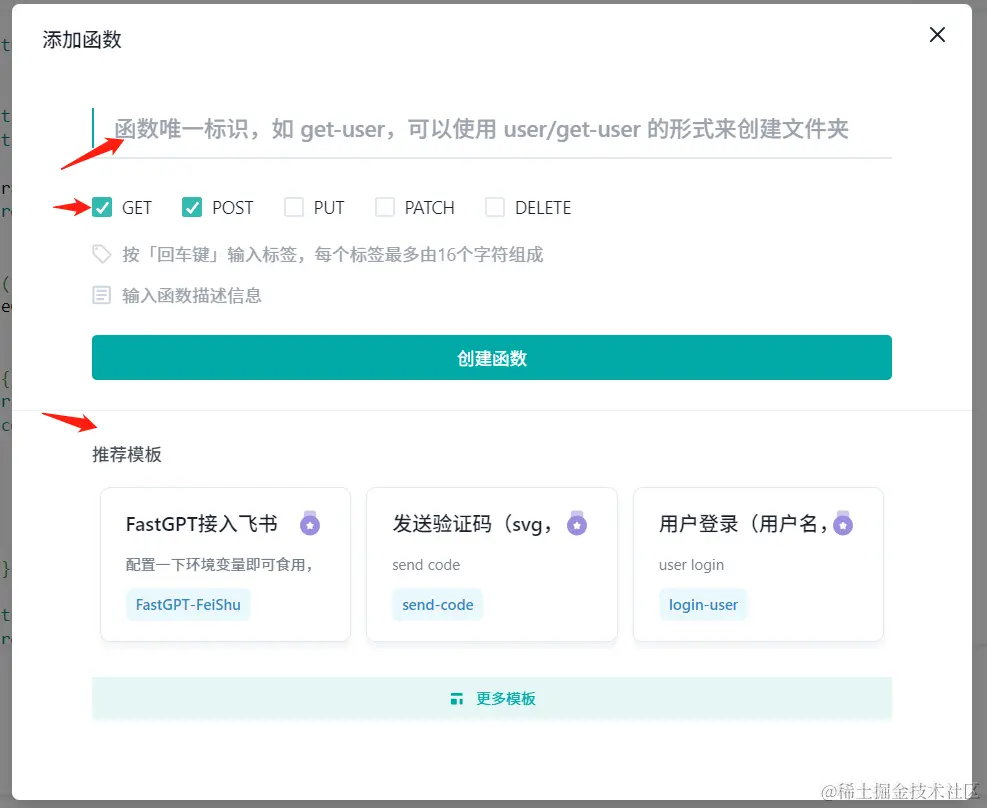 添加函数
函数唯一标识，如 get-user，可以使用 user/get-user 的形式来创建文件夹
GET POST PUT PATCH DELETE
按「回车键」输入标签，每个标签最多由16个字符组成
输入函数描述信息
创建函数
推荐模板
FastGPT接入飞书 发送验证码（svg， 用户登录（用户名，
配置一下环境变量即可食用， send code user login
FastGPT-FeiShu send-code login-user
更多模板
@稀土掘金技术社区